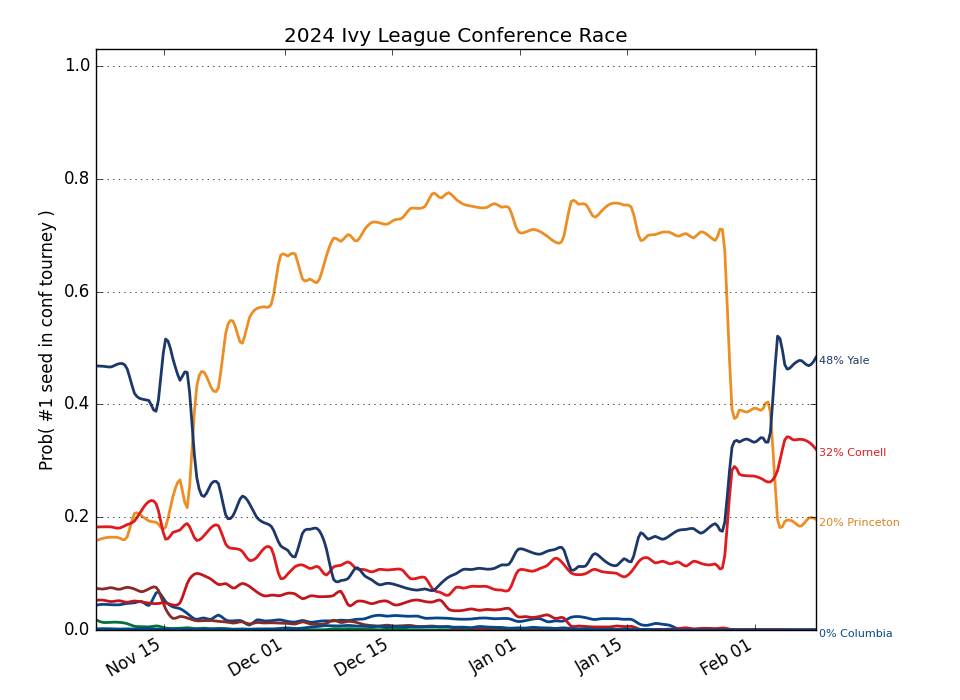 2024 Ivy League Conference Race
Prob( #1 seed in conf tourney )
1.0
0.8
0.6
0.4
0.2
0.0
48% Yale
32% Cornell
20% Princeton
0% Columbia
Nov 15
Dec 01
Dec 15
Jan 01
Jan 15
Feb 01